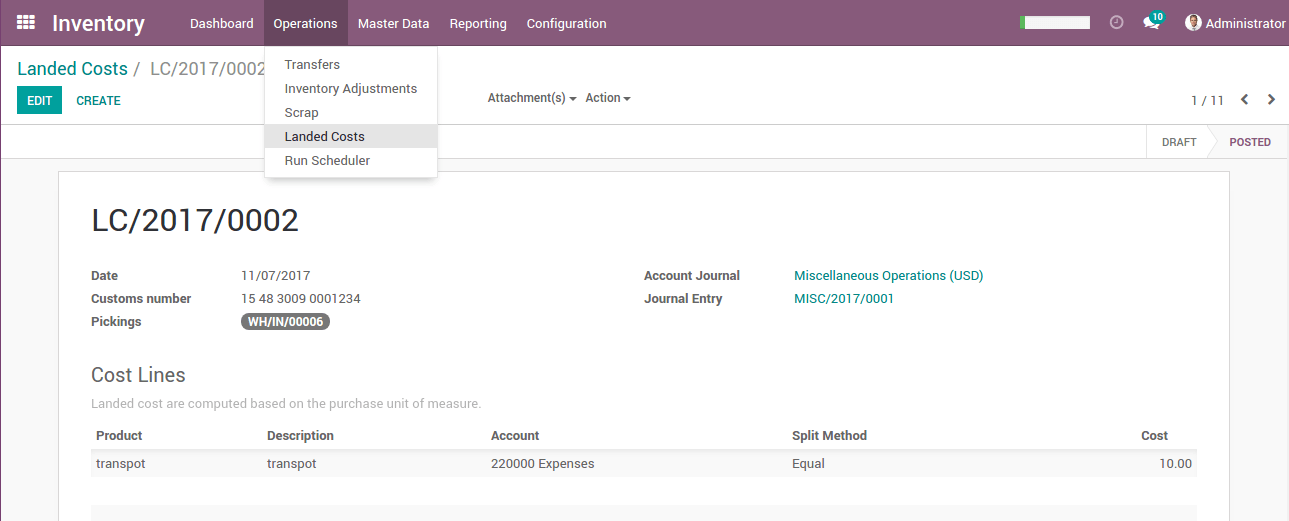 Inventory Dashboard Operations Master Data Reporting Configuration 10 Administrator
Transfers
Landed Costs / LC/2017/0002
Inventory Adjustments
EDIT CREATE Attachment(s) Action 1 / 11
Scrap
Landed Costs
DRAFT POSTED
Run Scheduler
LC/2017/0002
Date 11/07/2017 Account Journal Miscellaneous Operations (USD)
Customs number 15 48 3009 0001234 Journal Entry MISC/2017/0001
Pickings WH/IN/00006
Cost Lines
Landed cost are computed based on the purchase unit of measure.
Product Description Account Split Method Cost
transpot transpot 220000 Expenses Equal 10.00